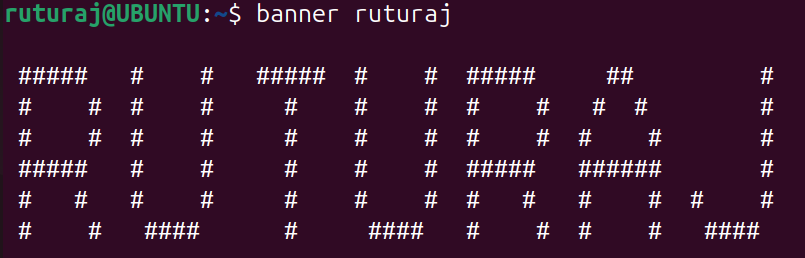 ruturaj@UBUNTU:~$ banner ruturaj
 #####   #    #   #####  #    #  #####     ##         #
 #    #  #    #     #    #    #  #    #   #  #        #
 #    #  #    #     #    #    #  #    #  #    #       #
 #####   #    #     #    #    #  #####   ######       #
 #   #   #    #     #    #    #  #   #   #    #  #    #
 #    #   ####      #     ####   #    #  #    #   ####